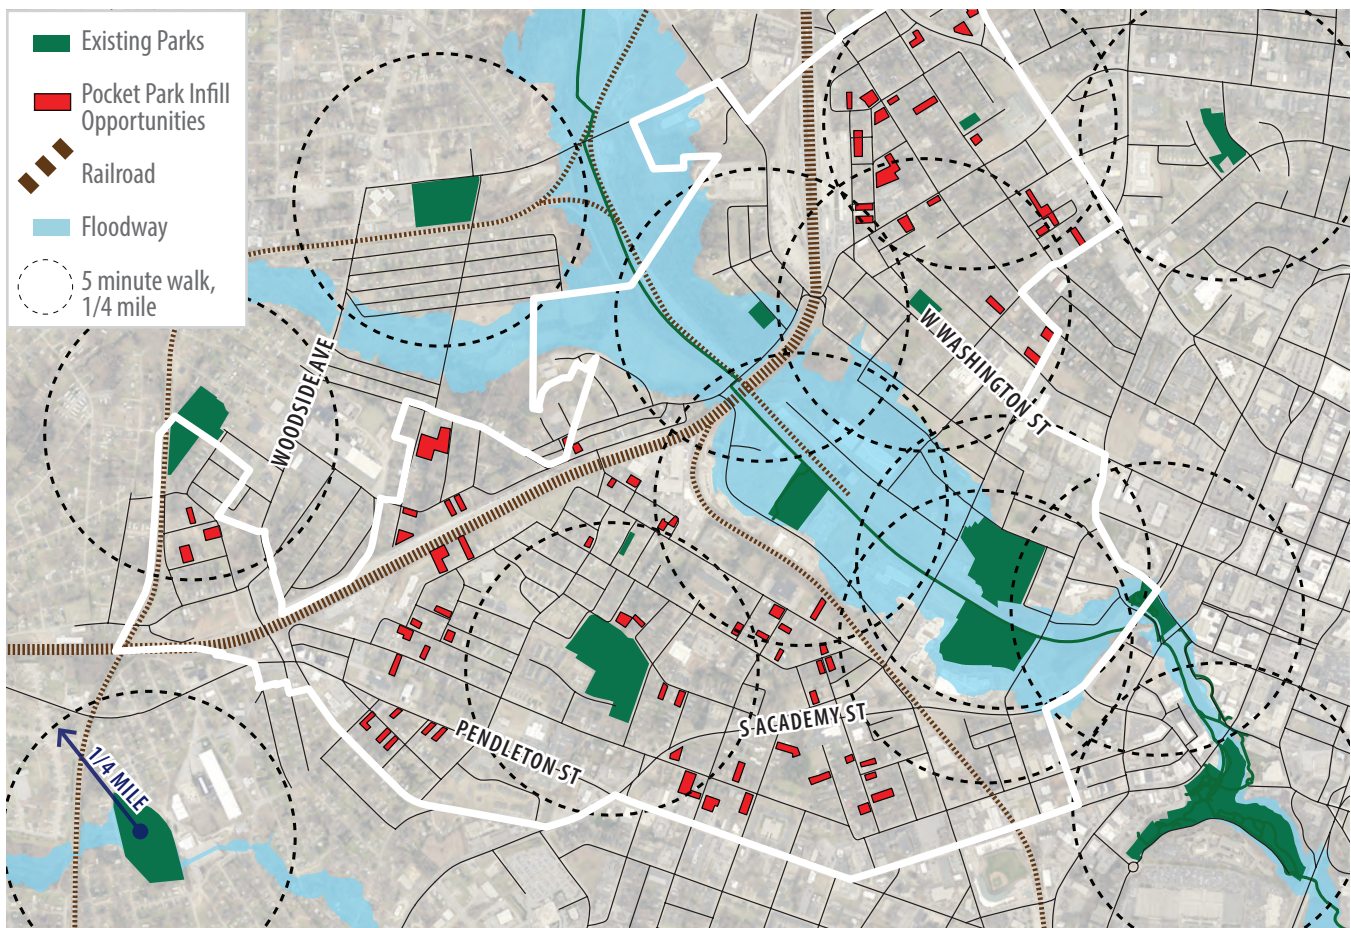 Existing Parks
Pocket Park Infill
Opportunities
Railroad
Floodway
5 minute walk,
1/4 mile
WOODSIDE AVE
W. WASHINGTON ST
S ACADEMY ST
PENDLETON ST
1/4 MILE